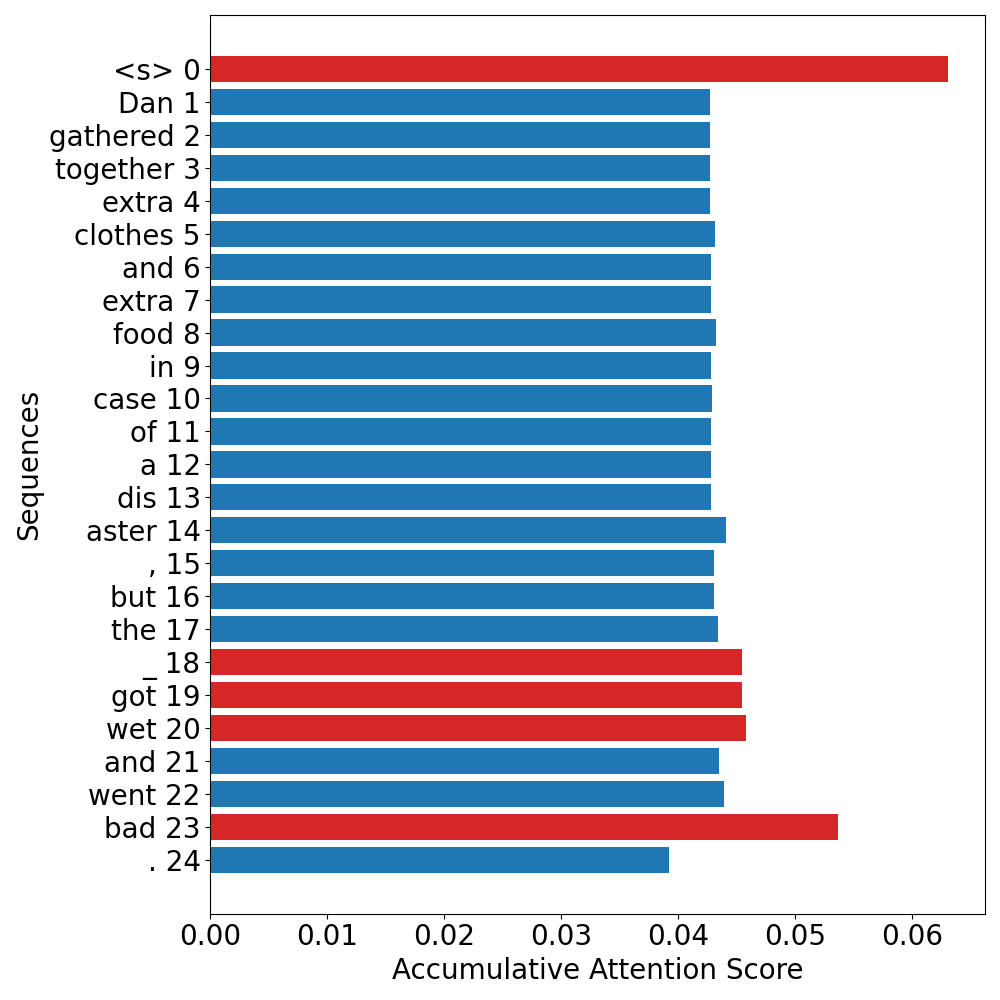 <s> 0
Dan 1
gathered 2
together 3
extra 4
clothes 5
and 6
extra 7
food 8
in 9
case 10
of 11
a 12
dis 13
aster 14
, 15
but 16
the 17
_ 18
got 19
wet 20
and 21
went 22
bad 23
. 24
Sequences
0.00 0.01 0.02 0.03 0.04 0.05 0.06
Accumulative Attention Score